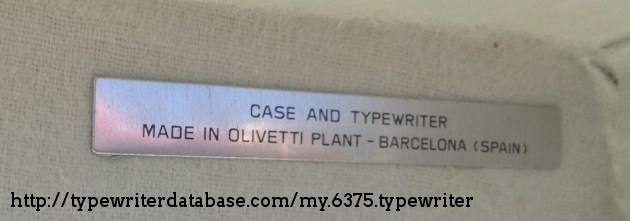 CASE AND TYPEWRITER
MADE IN OLIVETTI PLANT - BARCELONA (SPAIN)
http://typewriterdatabase.com/my.6375.typewriter